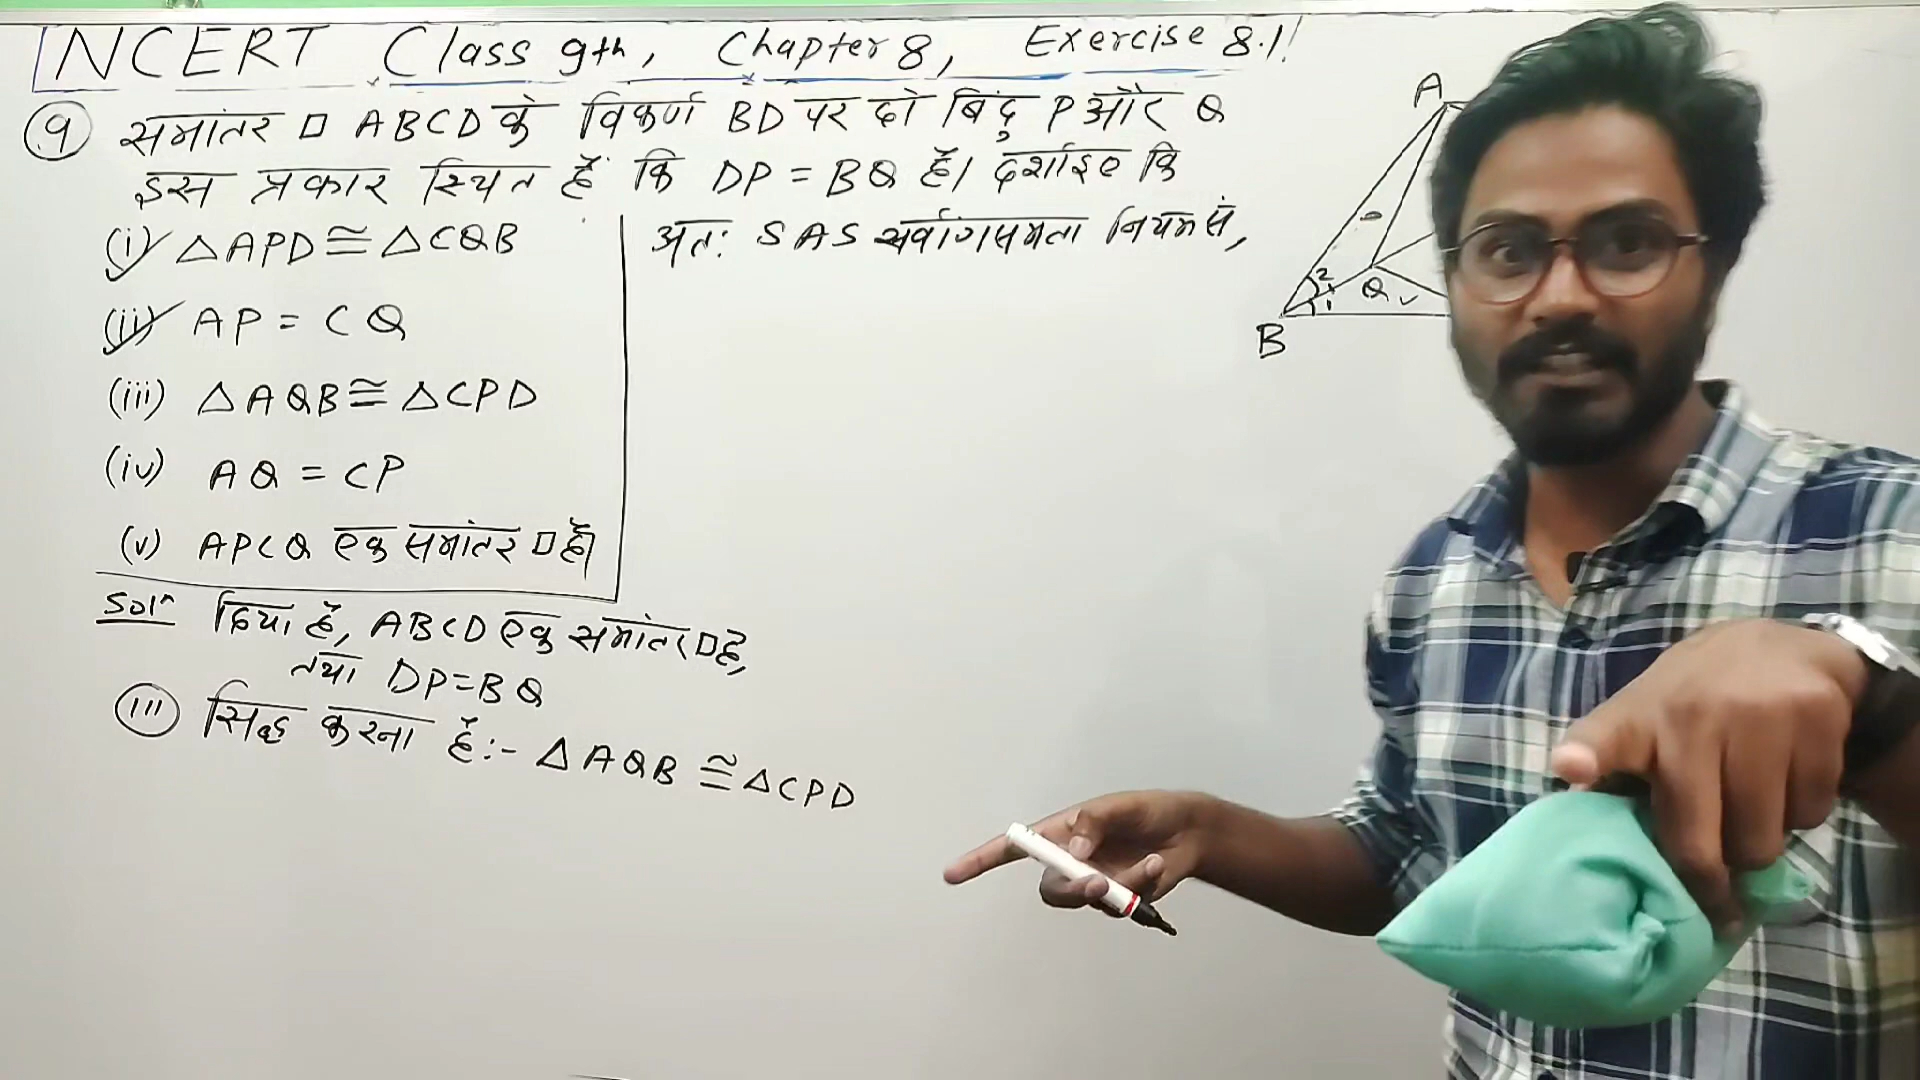 NCERT Class 9th, Chapter 8, Exercise 8.1!
9 समांतर □ ABCD के विकर्ण BD पर दो बिंदु P और Q
इस प्रकार स्थित हैं कि DP = BQ है। दर्शाइए कि
(i) △APD ≅ △CQB
(ii) AP = CQ
(iii) △AQB ≅ △CPD
(iv) AQ = CP
(v) APCQ एक समांतर □ है।
अतः SAS सर्वांगसमता नियम से,
A
2
1
Q
B
Solⁿ दिया है, ABCD एक समांतर □ है,
तथा DP = BQ
(iii) सिद्ध करना है:- △AQB ≅ △CPD